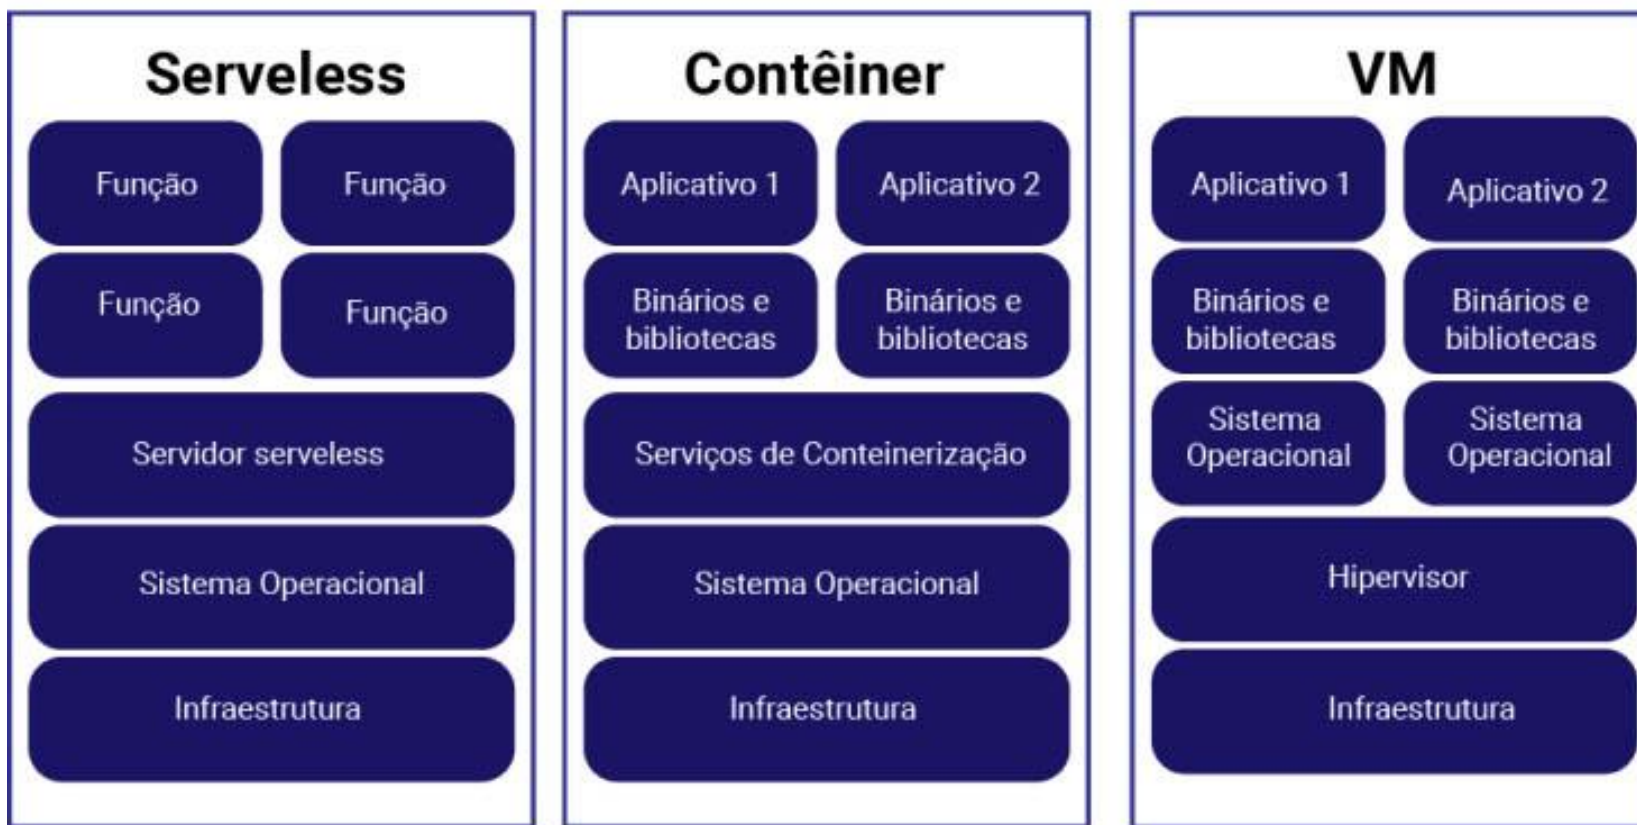 Serveless
Função
Função
Função
Função
Servidor serveless
Sistema Operacional
Infraestrutura
Contêiner
Aplicativo 1
Aplicativo 2
Binários e
bibliotecas
Binários e
bibliotecas
Serviços de Conteinerização
Sistema Operacional
Infraestrutura
VM
Aplicativo 1
Aplicativo 2
Binários e
bibliotecas
Binários e
bibliotecas
Sistema
Operacional
Sistema
Operacional
Hipervisor
Infraestrutura